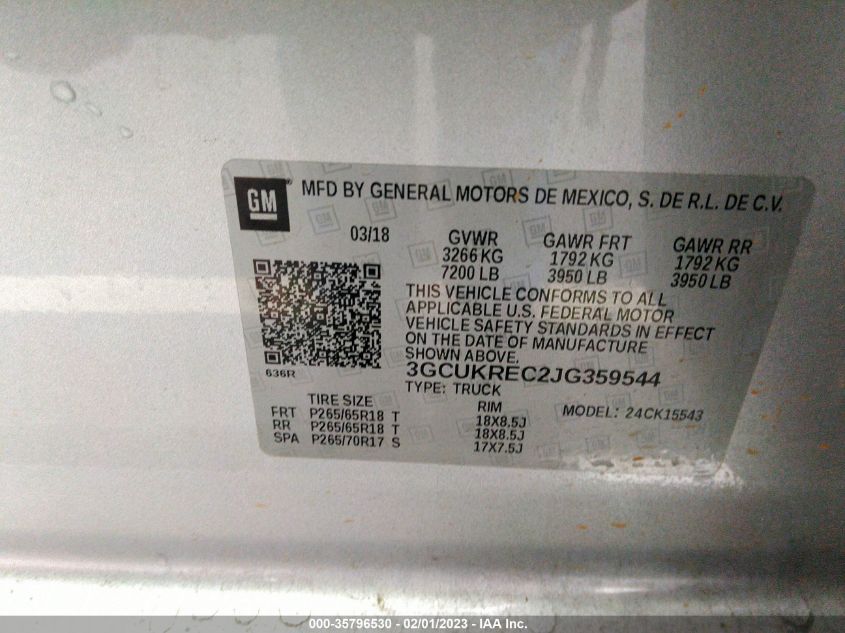 GM ® MFD BY GENERAL MOTORS DE MEXICO, S. DE R.L. DE C.V.
03/18 GVWR GAWR FRT GAWR RR
3266 KG 1792 KG 1792 KG
7200 LB 3950 LB 3950 LB
THIS VEHICLE CONFORMS TO ALL
APPLICABLE U.S. FEDERAL MOTOR
VEHICLE SAFETY STANDARDS IN EFFECT
ON THE DATE OF MANUFACTURE
SHOWN ABOVE.
636R 3GCUKREC2JG359544
TYPE: TRUCK
TIRE SIZE RIM MODEL: 24CK15543
FRT P265/65R18 T 18X8.5J
RR P265/65R18 T 18X8.5J
SPA P265/70R17 S 17X7.5J
000-35796530 - 02/01/2023 - IAA Inc.